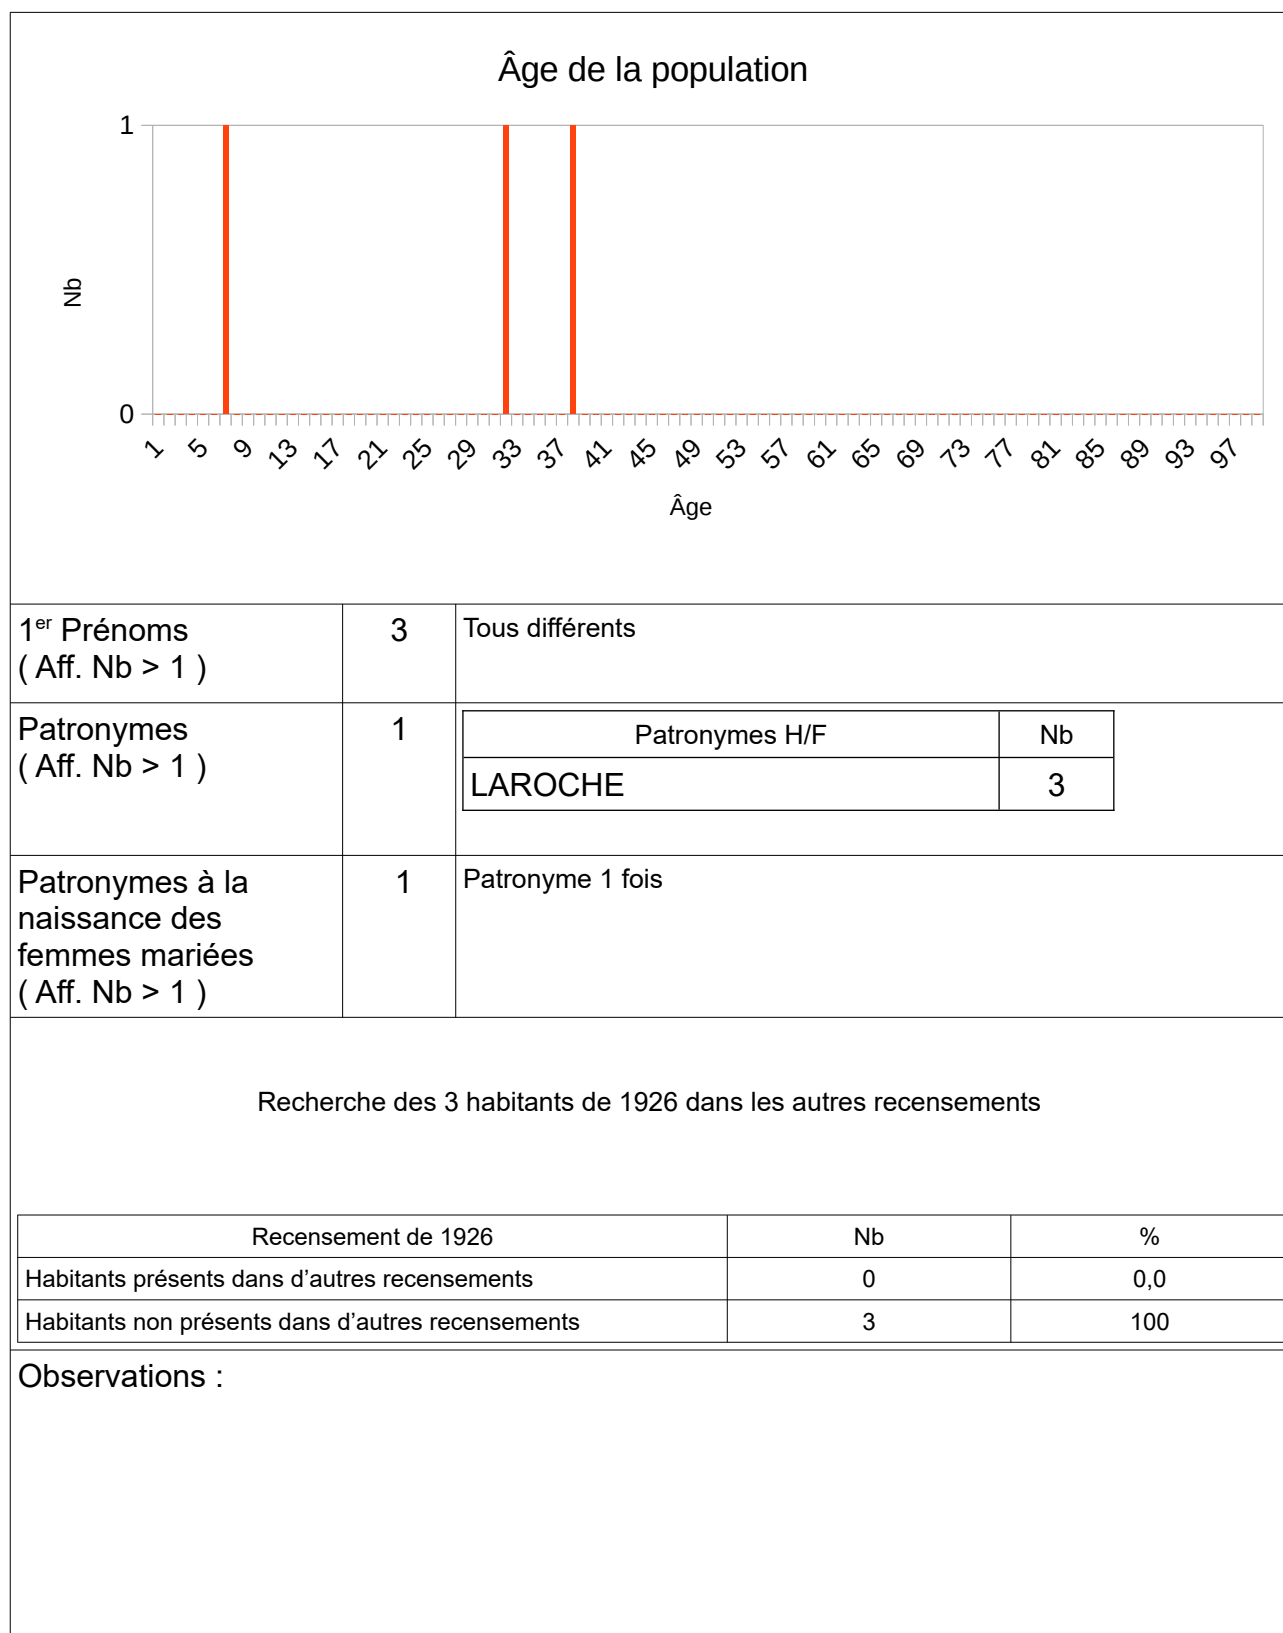 Âge de la population
1
Nb
0
1 5 9 13 17 21 25 29 33 37 41 45 49 53 57 61 65 69 73 77 81 85 89 93 97
Âge
1er Prénoms
( Aff. Nb > 1 )
3
Tous différents
Patronymes
( Aff. Nb > 1 )
1
Patronymes H/F Nb
LAROCHE 3
Patronymes à la
naissance des
femmes mariées
( Aff. Nb > 1 )
1
Patronyme 1 fois
Recherche des 3 habitants de 1926 dans les autres recensements
Recensement de 1926 Nb %
Habitants présents dans d’autres recensements 0 0,0
Habitants non présents dans d’autres recensements 3 100
Observations :